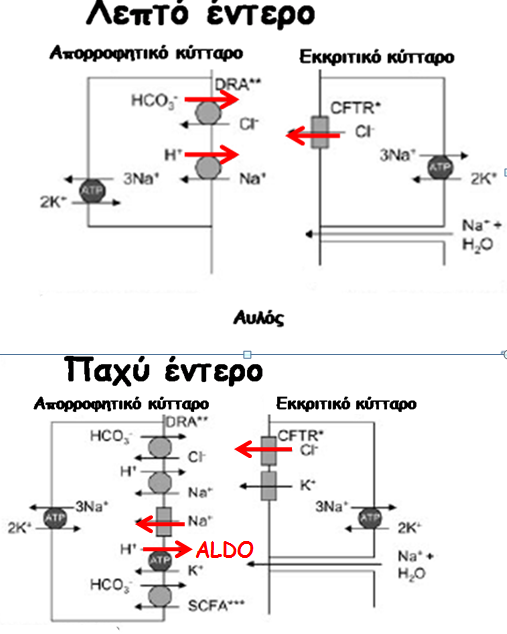 Λεπτό έντερο
Απορροφητικό κύτταρο
Εκκριτικό κύτταρο
DRA**
HCO₃⁻
Cl⁻
H⁺
Na⁺
3Na⁺
ATP
2K⁺
CFTR*
Cl⁻
3Na⁺
ATP
2K⁺
Na⁺ +
H₂O
Αυλός
Παχύ έντερο
Απορροφητικό κύτταρο
Εκκριτικό κύτταρο
DRA**
HCO₃⁻
Cl⁻
H⁺
Na⁺
3Na⁺
ATP
2K⁺
Na⁺
H⁺
ALDO
ATP
K⁺
HCO₃⁻
SCFA***
CFTR*
Cl⁻
K⁺
3Na⁺
ATP
2K⁺
Na⁺ +
H₂O